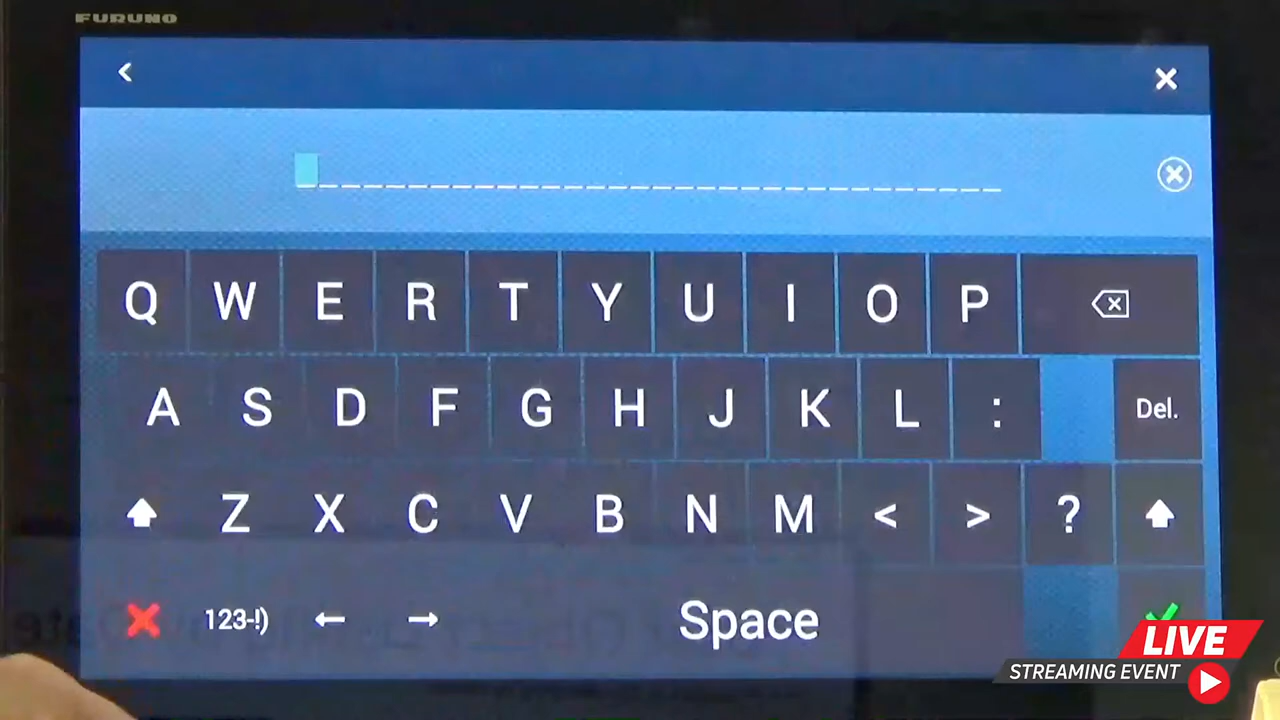 FURUNO
Q W E R T Y U I O P
A S D F G H J K L : Del.
Z X C V B N M < > ?
123-!) ← → Space
LIVE
STREAMING EVENT